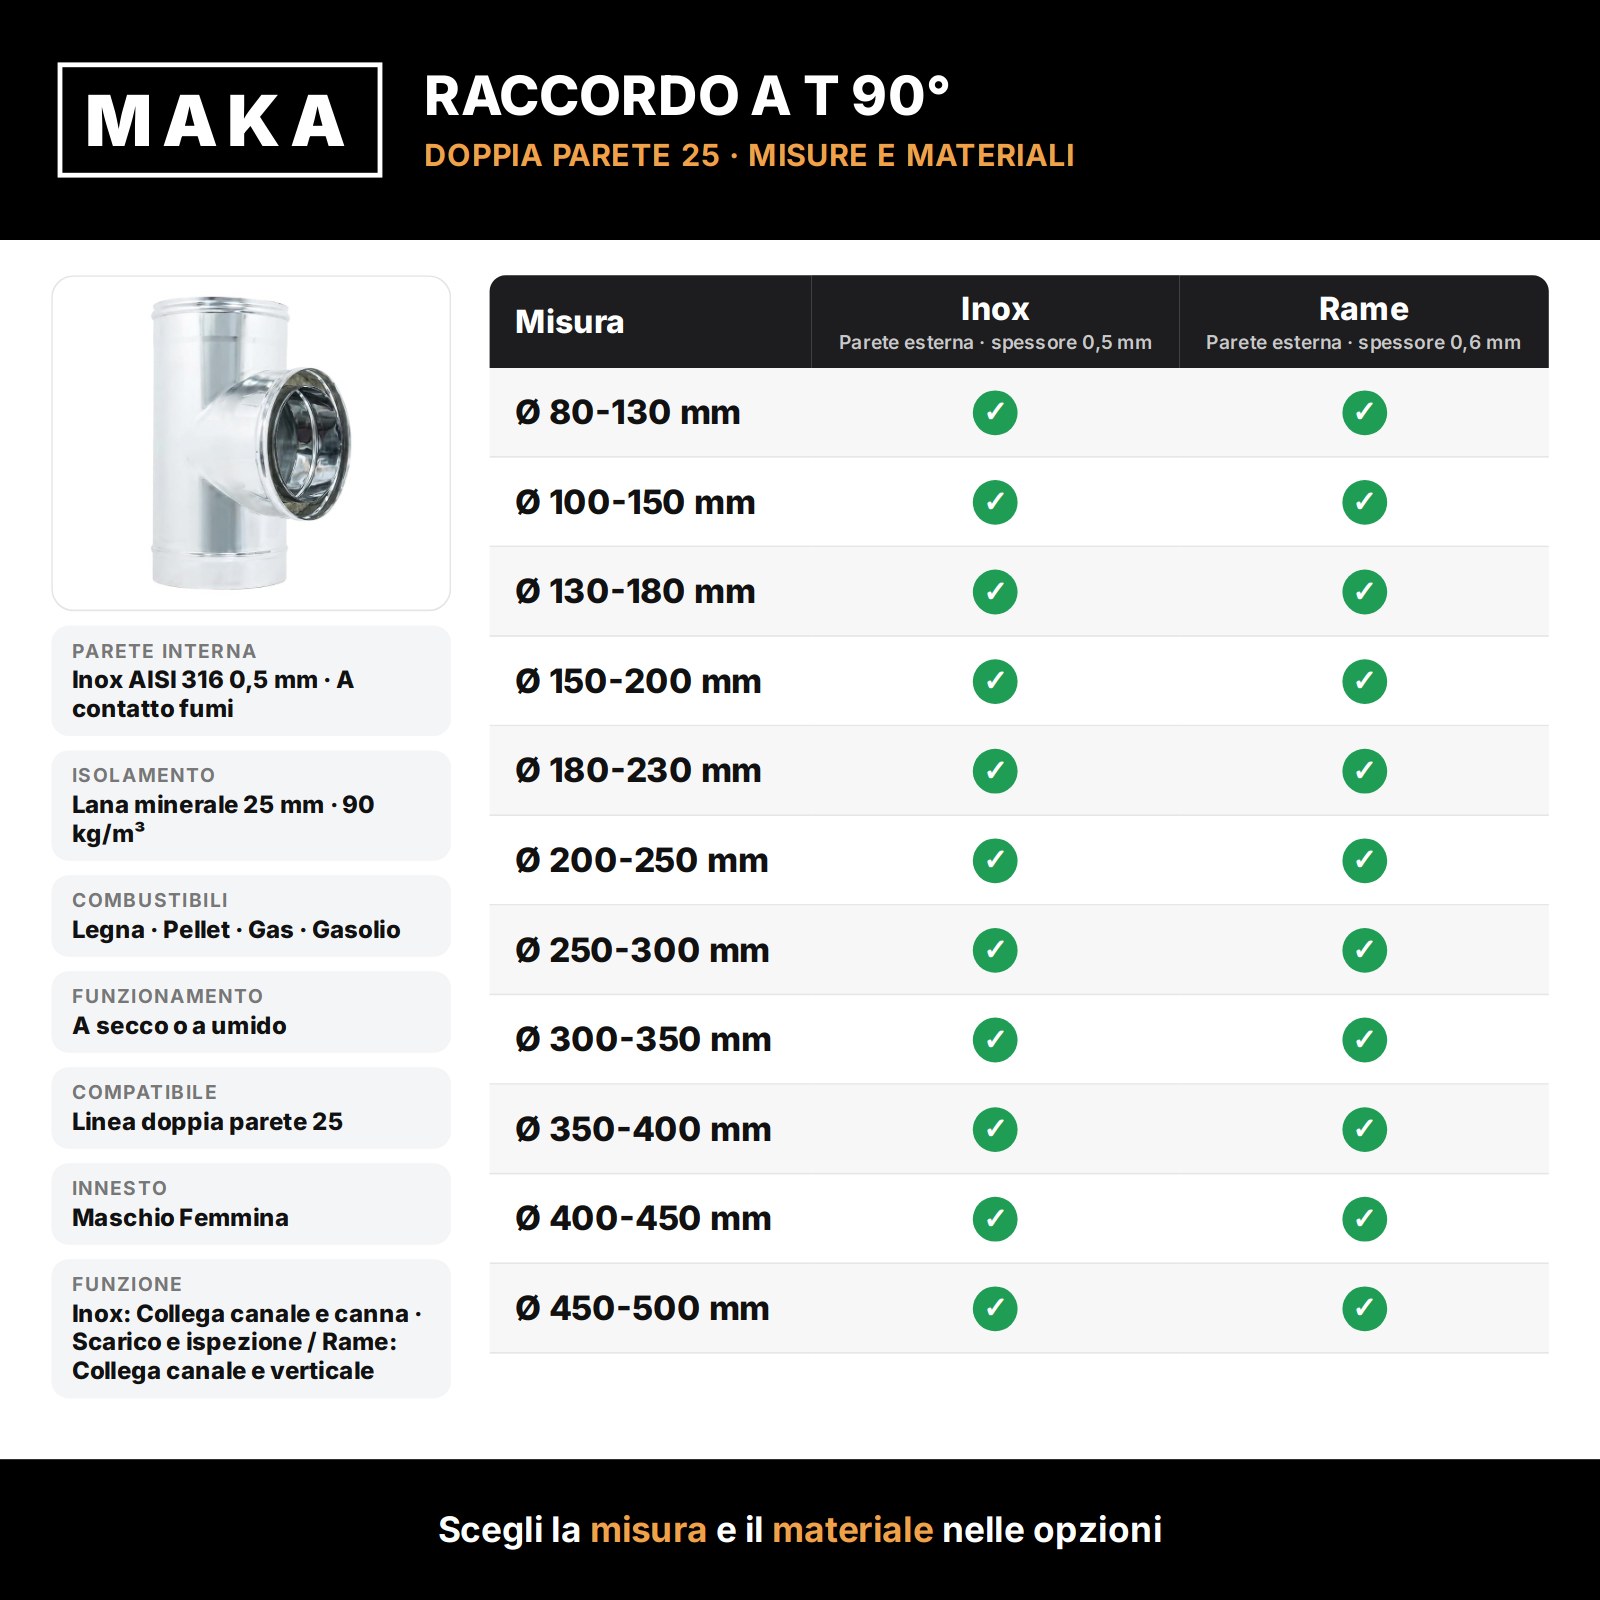 MAKA
RACCORDO A T 90°
DOPPIA PARETE 25 · MISURE E MATERIALI
PARETE INTERNA
Inox AISI 316 0,5 mm · A
contatto fumi
ISOLAMENTO
Lana minerale 25 mm · 90
kg/m³
COMBUSTIBILI
Legna · Pellet · Gas · Gasolio
FUNZIONAMENTO
A secco o a umido
COMPATIBILE
Linea doppia parete 25
INNESTO
Maschio Femmina
FUNZIONE
Inox: Collega canale e canna ·
Scarico e ispezione / Rame:
Collega canale e verticale
Misura Inox Rame
Parete esterna · spessore 0,5 mm Parete esterna · spessore 0,6 mm
Ø 80-130 mm ✓ ✓
Ø 100-150 mm ✓ ✓
Ø 130-180 mm ✓ ✓
Ø 150-200 mm ✓ ✓
Ø 180-230 mm ✓ ✓
Ø 200-250 mm ✓ ✓
Ø 250-300 mm ✓ ✓
Ø 300-350 mm ✓ ✓
Ø 350-400 mm ✓ ✓
Ø 400-450 mm ✓ ✓
Ø 450-500 mm ✓ ✓
Scegli la misura e il materiale nelle opzioni